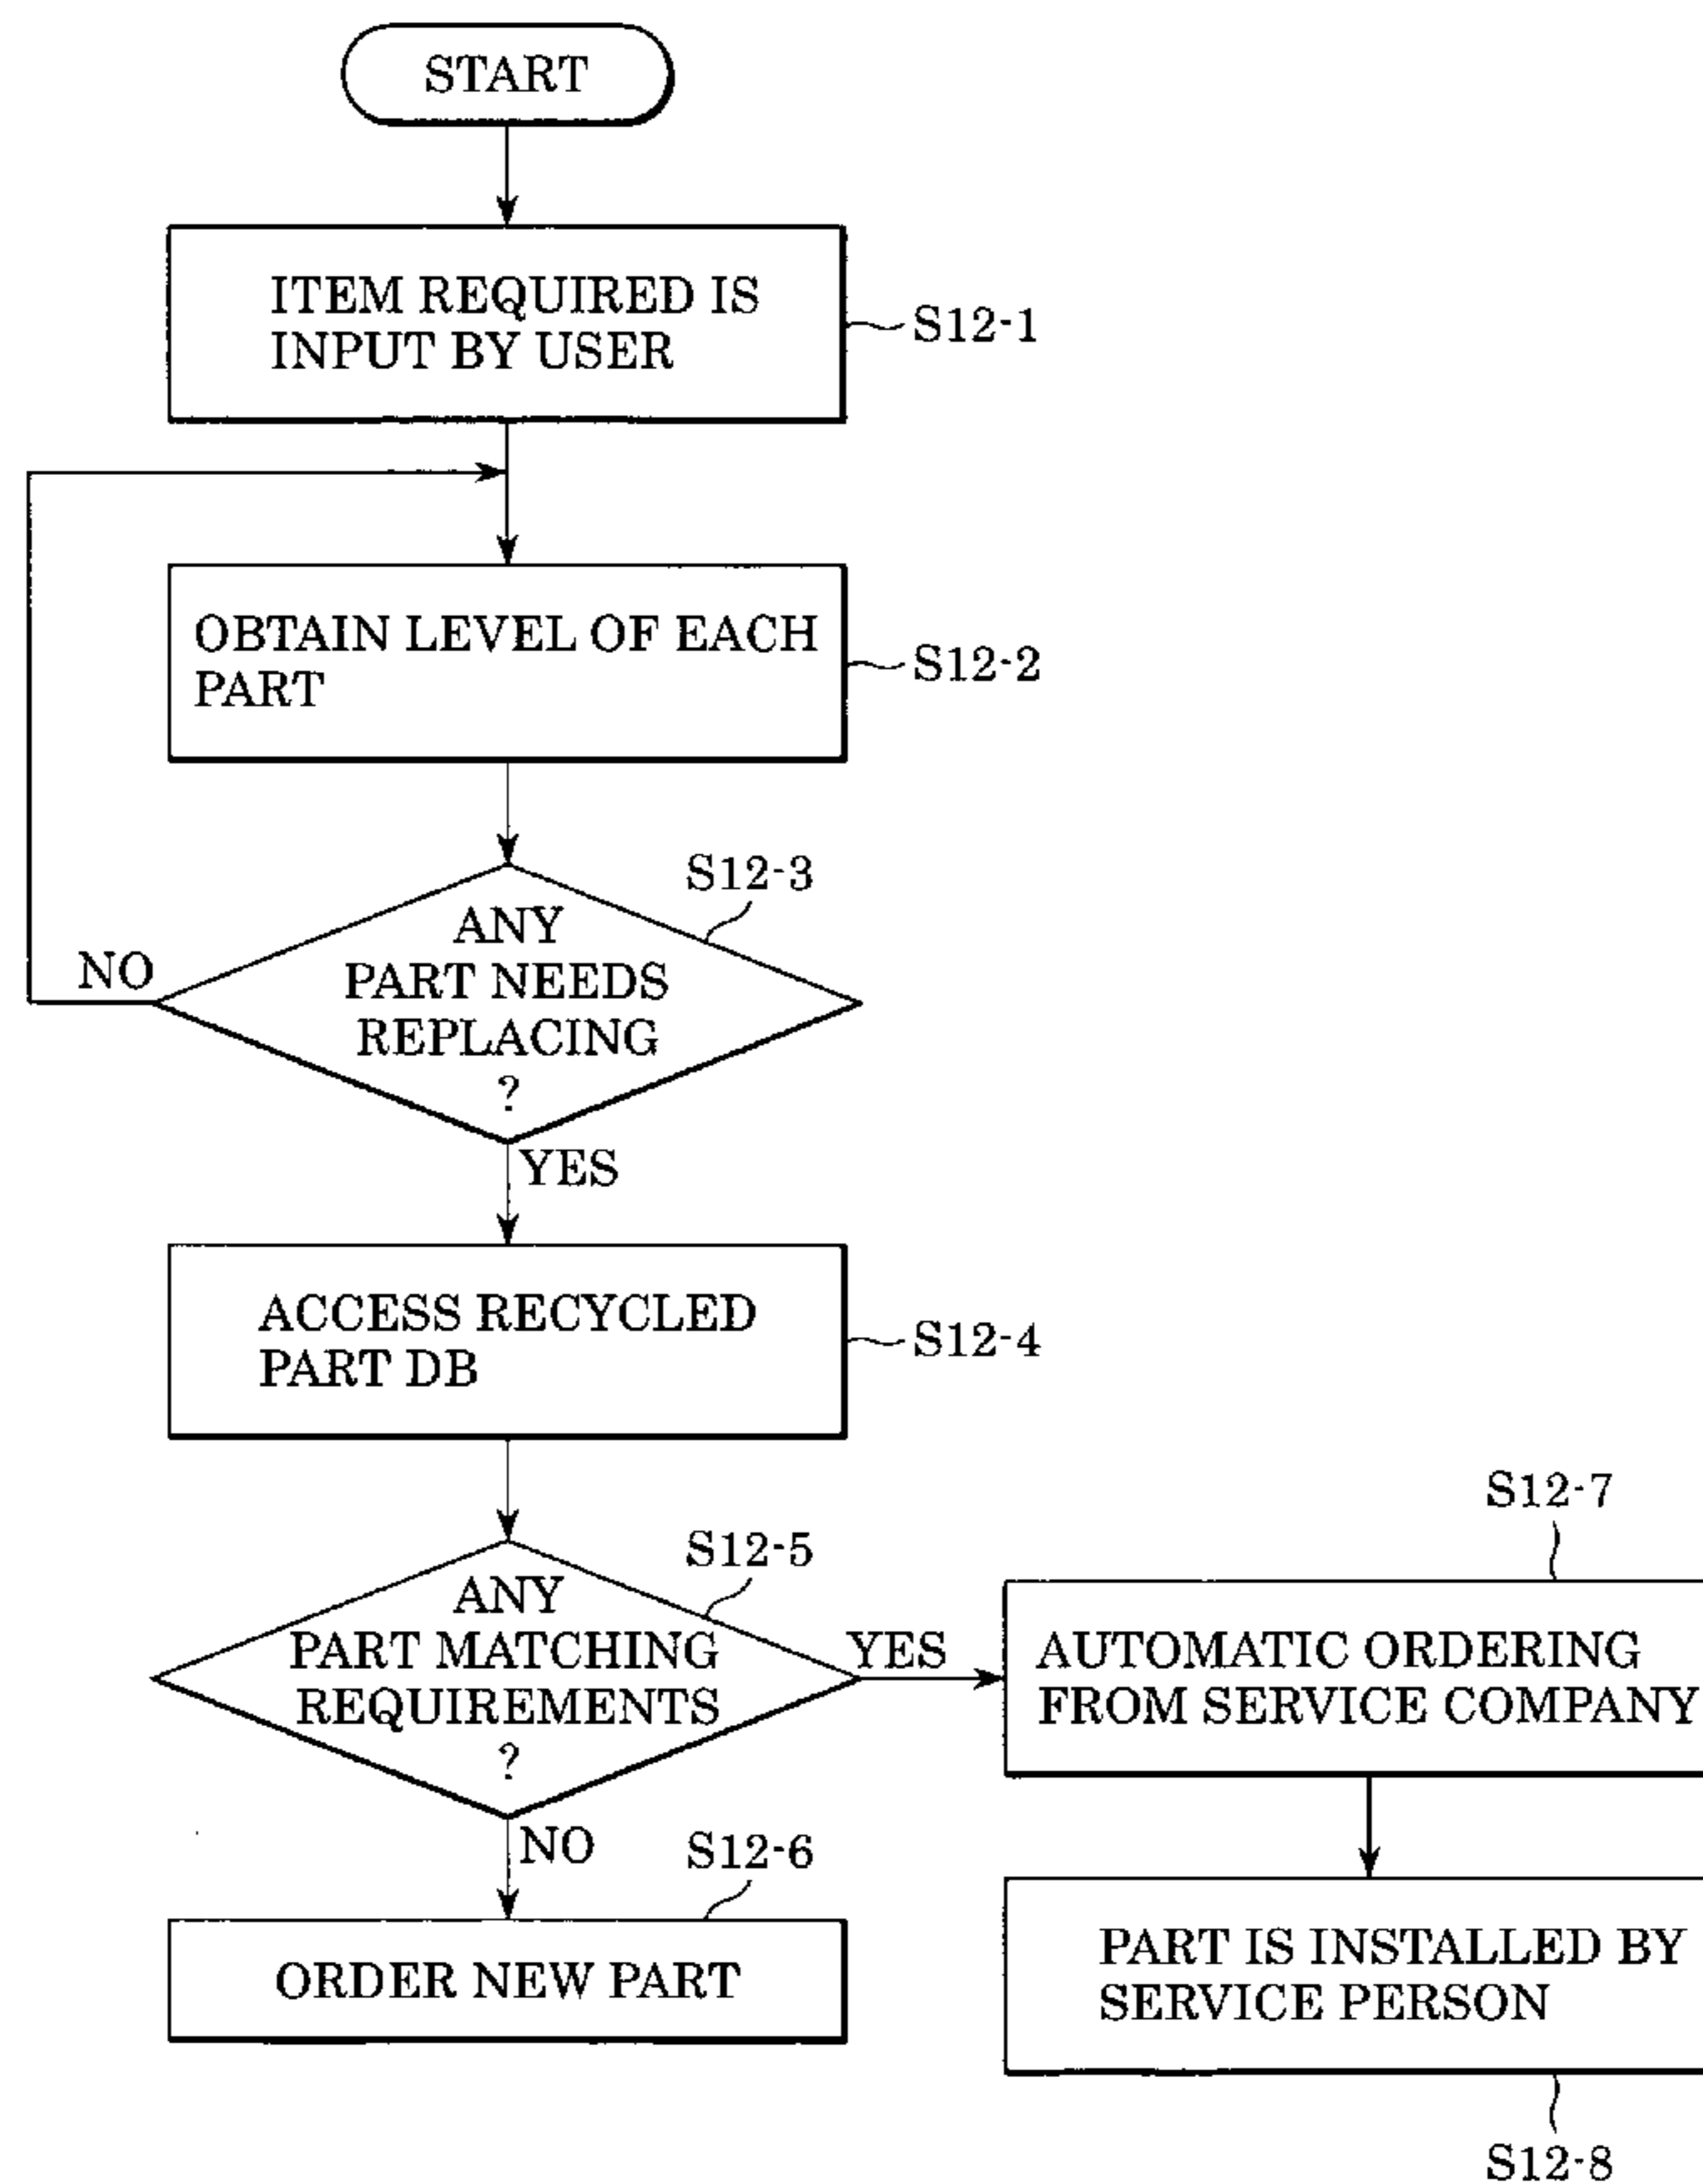 START
ITEM REQUIRED IS
INPUT BY USER
S12-1
OBTAIN LEVEL OF EACH
PART
S12-2
S12-3
ANY
PART NEEDS
REPLACING
?
NO
YES
ACCESS RECYCLED
PART DB
S12-4
S12-5
ANY
PART MATCHING
REQUIREMENTS
?
YES
NO
S12-6
ORDER NEW PART
S12-7
AUTOMATIC ORDERING
FROM SERVICE COMPANY
PART IS INSTALLED BY
SERVICE PERSON
S12-8